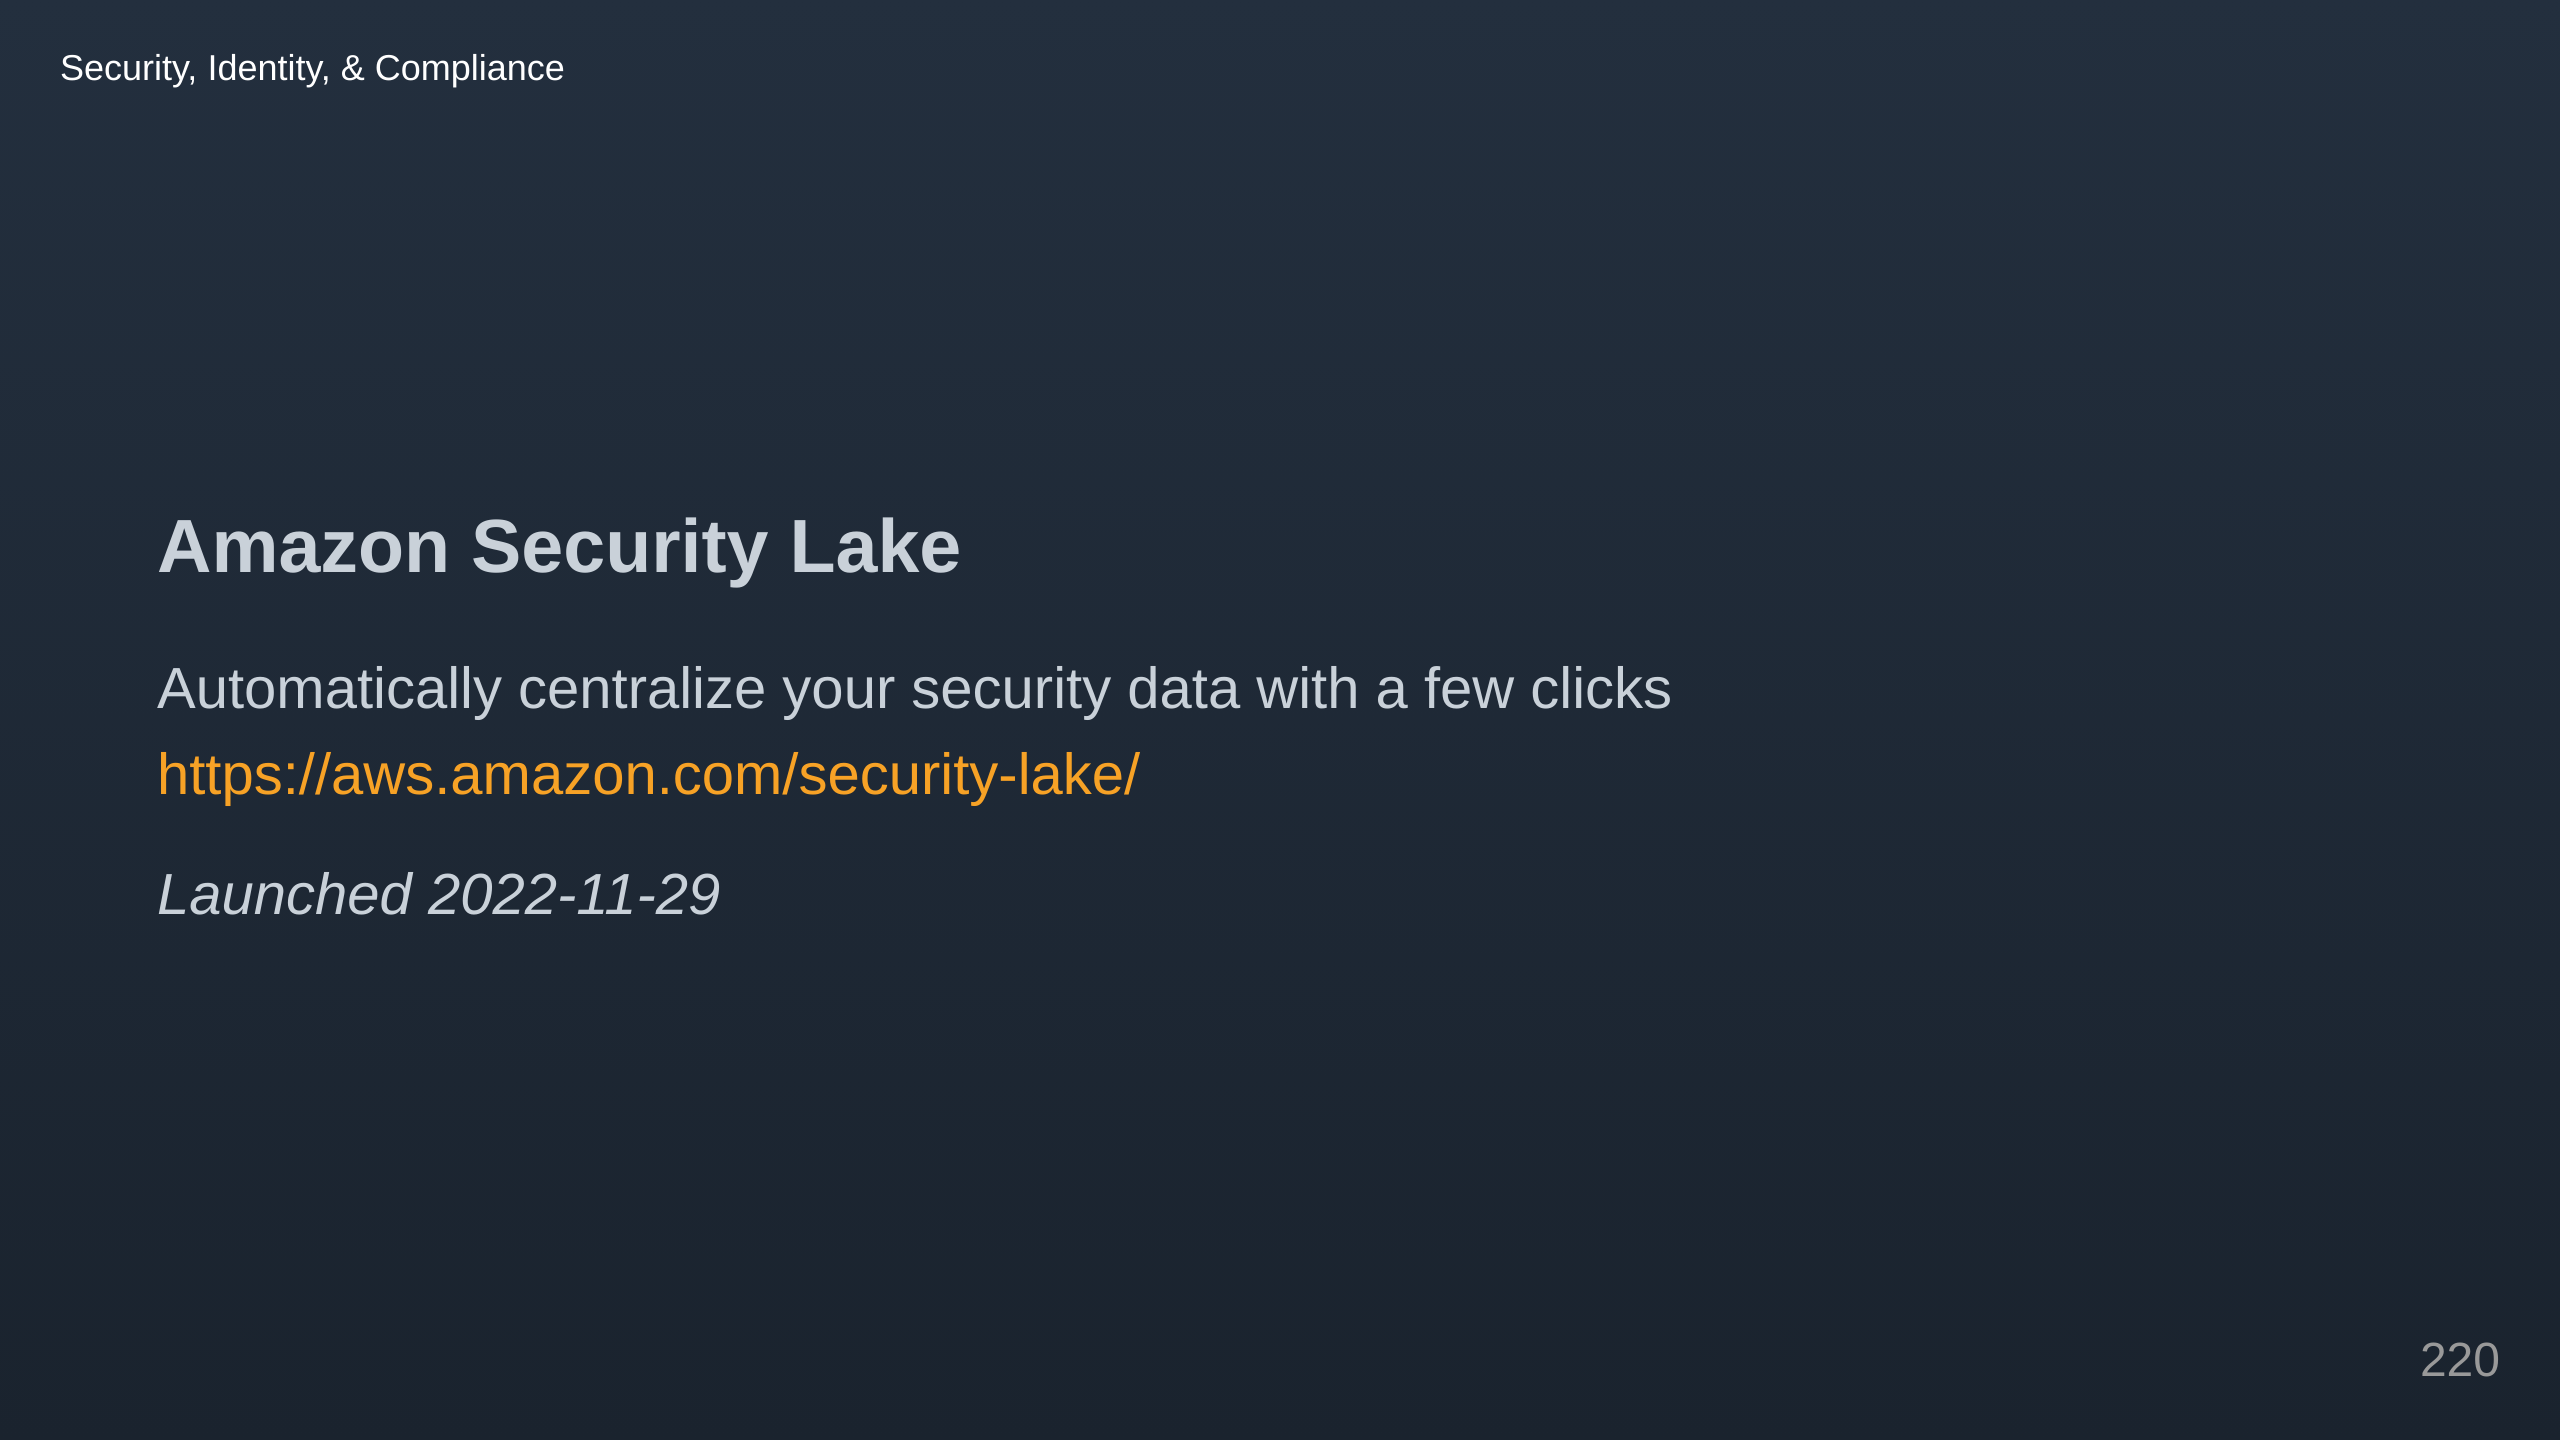 Security, Identity, & Compliance
Amazon Security Lake
Automatically centralize your security data with a few clicks
https://aws.amazon.com/security-lake/
Launched 2022-11-29
220